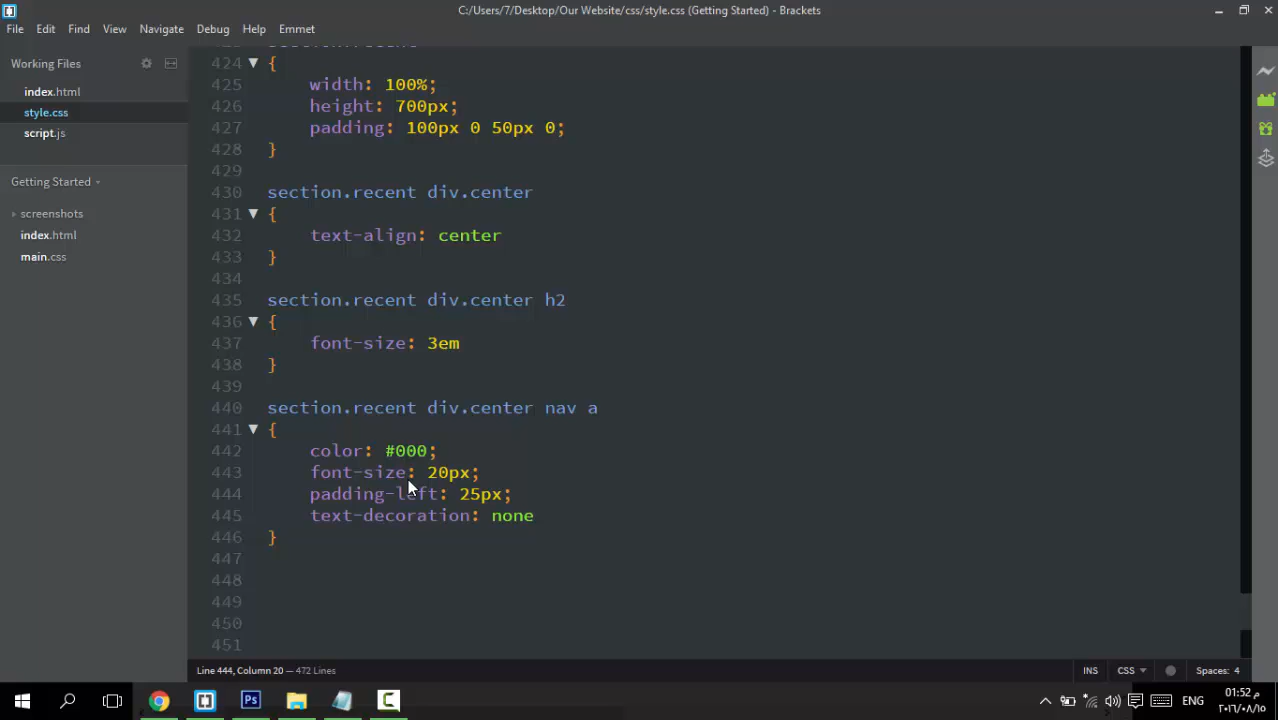 C:/Users/7/Desktop/Our Website/css/style.css (Getting Started) - Brackets
File Edit Find View Navigate Debug Help Emmet
Working Files
index.html
style.css
script.js
Getting Started
screenshots
index.html
main.css
424 {
425 width: 100%;
426 height: 700px;
427 padding: 100px 0 50px 0;
428 }
429
430 section.recent div.center
431 {
432 text-align: center
433 }
434
435 section.recent div.center h2
436 {
437 font-size: 3em
438 }
439
440 section.recent div.center nav a
441 {
442 color: #000;
443 font-size: 20px;
444 padding-left: 25px;
445 text-decoration: none
446 }
447
448
449
450
451
Line 444, Column 20 — 472 Lines
INS CSS Spaces: 4
Ps
C
ENG
01:52 م
٢٠١٦/٠٨/١٥